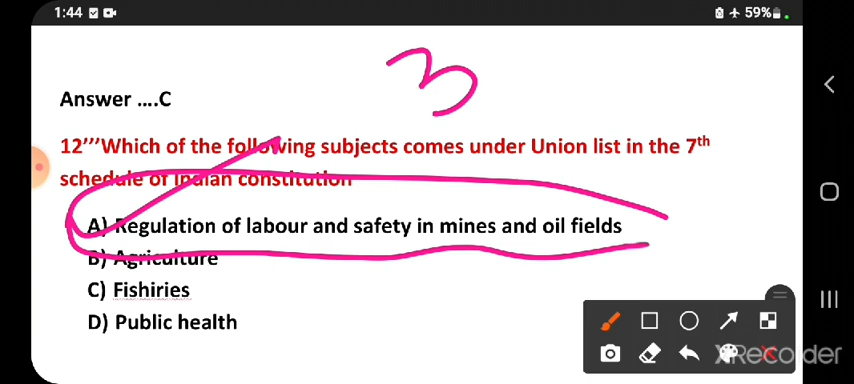 1:44
59%
3
Answer ....C
12’’’Which of the following subjects comes under Union list in the 7th
schedule of Indian constitution
A) Regulation of labour and safety in mines and oil fields
B) Agriculture
C) Fishiries
D) Public health
XRecorder